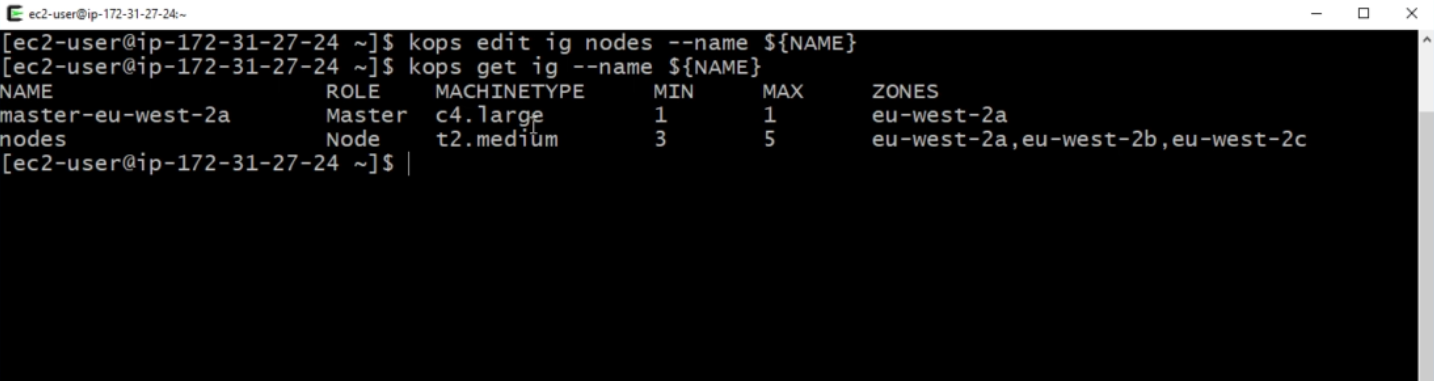 ec2-user@ip-172-31-27-24:~
[ec2-user@ip-172-31-27-24 ~]$ kops edit ig nodes --name ${NAME}
[ec2-user@ip-172-31-27-24 ~]$ kops get ig --name ${NAME}
NAME ROLE MACHINETYPE MIN MAX ZONES
master-eu-west-2a Master c4.large 1 1 eu-west-2a
nodes Node t2.medium 3 5 eu-west-2a,eu-west-2b,eu-west-2c
[ec2-user@ip-172-31-27-24 ~]$